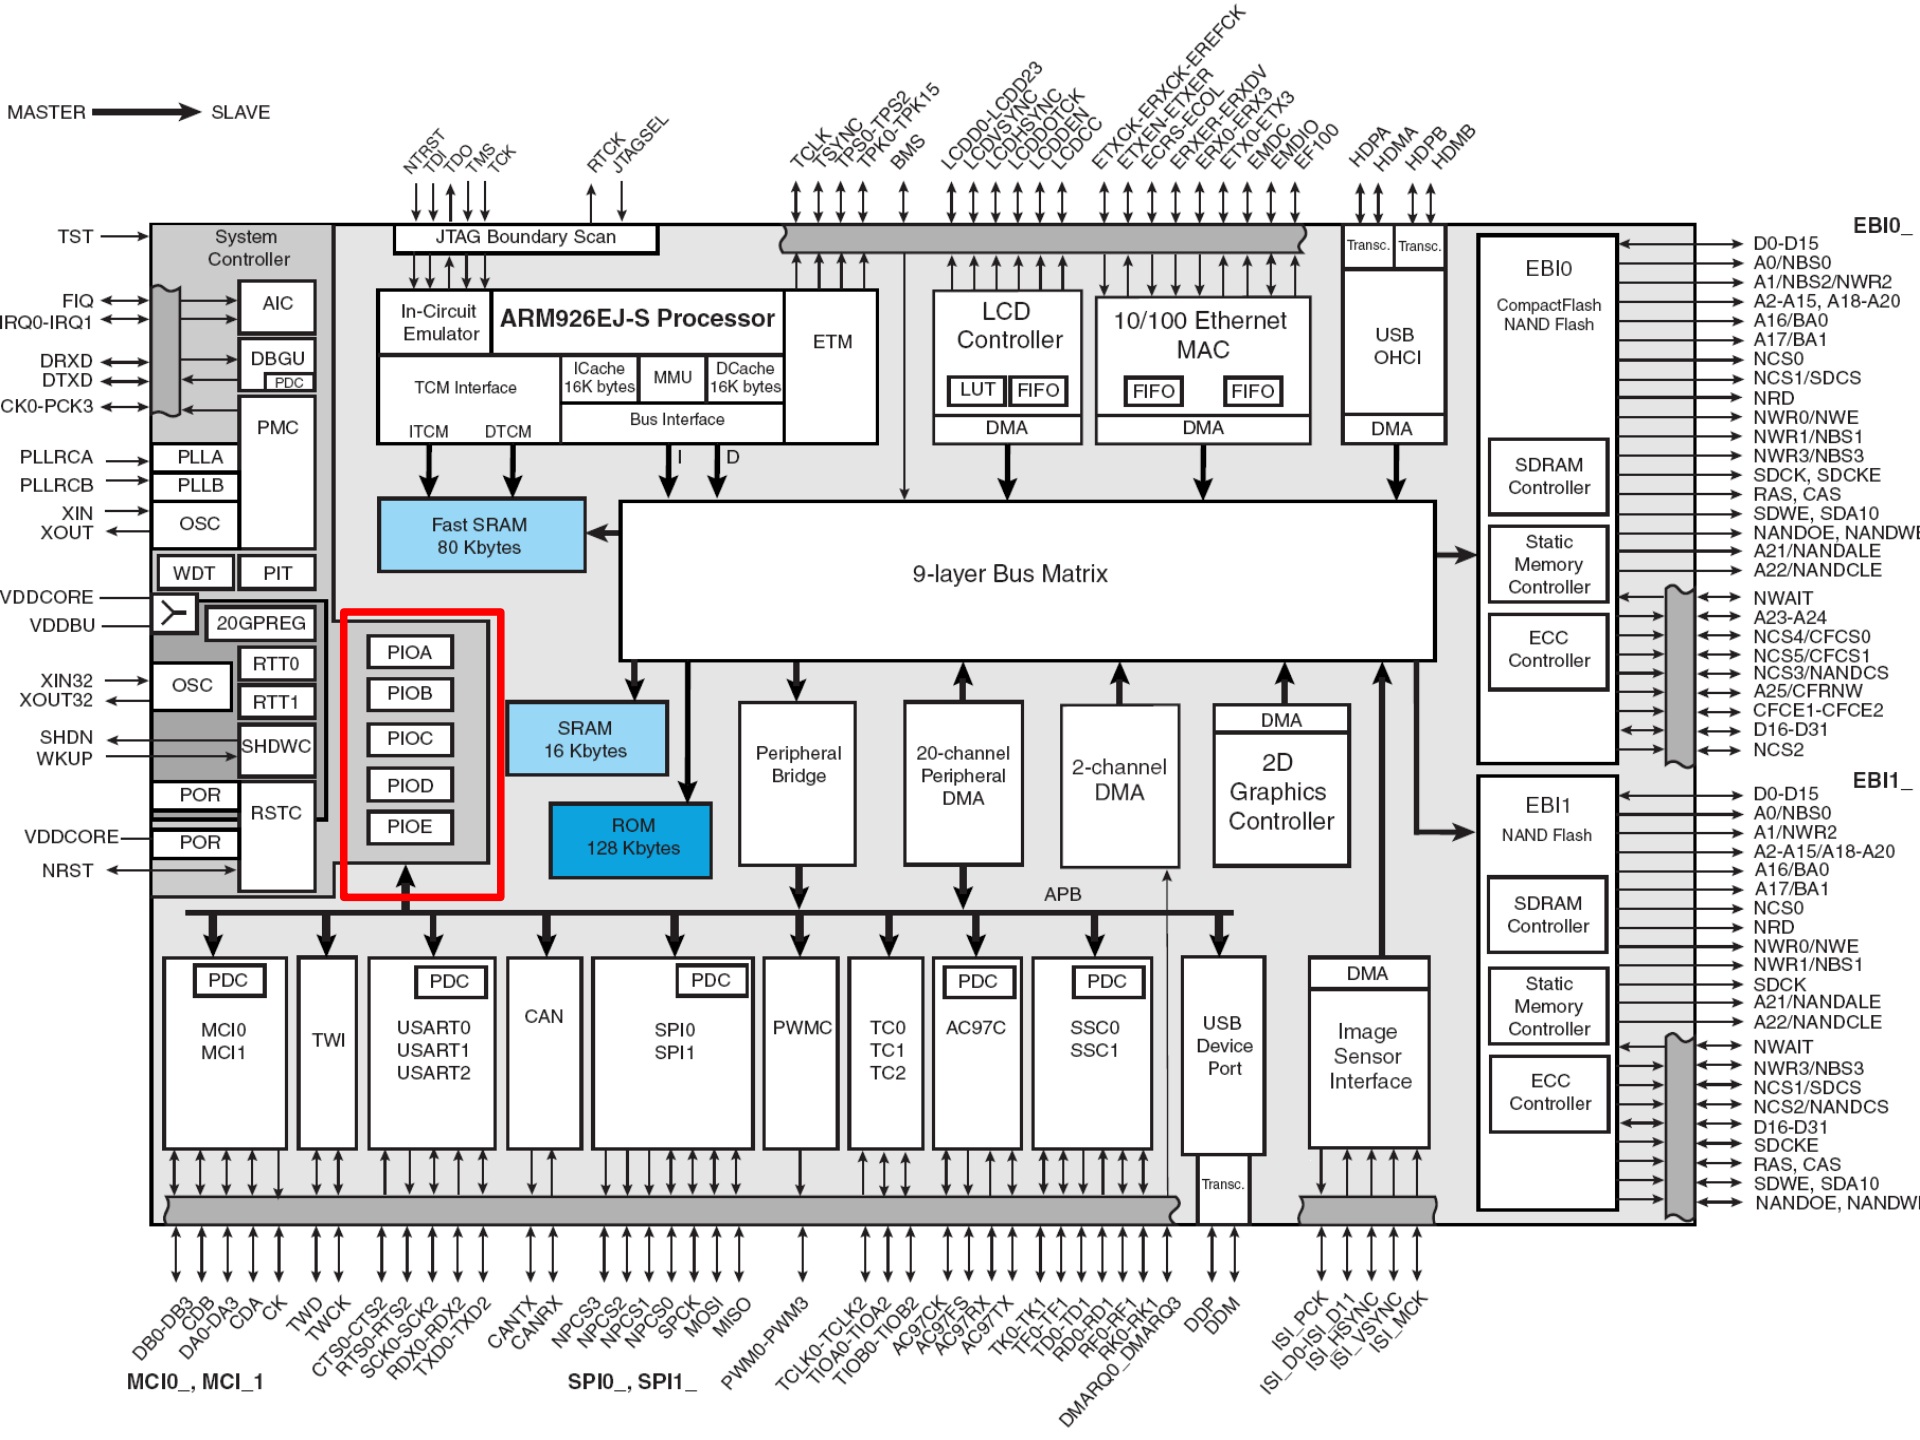 MASTER
SLAVE
NTRST
TDI
TDO
TMS
TCK
RTCK
JTAGSEL
TCLK
TSYNC
TPS0-TPS2
TPK0-TPK15
BMS
LCDD0-LCDD23
LCDVSYNC
LCDHSYNC
LCDDOTCK
LCDDEN
LCDCC
ETXCK-ERXCK-EREFCK
ETXEN-ETXER
ECRS-ECOL
ERXER-ERXDV
ERX0-ERX3
ETX0-ETX3
EMDC
EMDIO
EF100
HDPA
HDMA
HDPB
HDMB
TST
FIQ
IRQ0-IRQ1
DRXD
DTXD
CK0-PCK3
PLLRCA
PLLRCB
XIN
XOUT
VDDCORE
VDDBU
XIN32
XOUT32
SHDN
WKUP
VDDCORE
NRST
System
Controller
AIC
DBGU
PDC
PMC
PLLA
PLLB
OSC
WDT
PIT
20GPREG
RTT0
OSC
RTT1
SHDWC
POR
RSTC
POR
PIOA
PIOB
PIOC
PIOD
PIOE
JTAG Boundary Scan
In-Circuit
Emulator
ARM926EJ-S Processor
ETM
TCM Interface
ICache
16K bytes
MMU
DCache
16K bytes
Bus Interface
ITCM
DTCM
I
D
Fast SRAM
80 Kbytes
9-layer Bus Matrix
SRAM
16 Kbytes
ROM
128 Kbytes
LCD
Controller
LUT
FIFO
DMA
10/100 Ethernet
MAC
FIFO
FIFO
DMA
Transc.
Transc.
USB
OHCI
DMA
Peripheral
Bridge
20-channel
Peripheral
DMA
2-channel
DMA
DMA
2D
Graphics
Controller
APB
EBI0
CompactFlash
NAND Flash
SDRAM
Controller
Static
Memory
Controller
ECC
Controller
EBI1
NAND Flash
SDRAM
Controller
Static
Memory
Controller
ECC
Controller
EBI0_
D0-D15
A0/NBS0
A1/NBS2/NWR2
A2-A15, A18-A20
A16/BA0
A17/BA1
NCS0
NCS1/SDCS
NRD
NWR0/NWE
NWR1/NBS1
NWR3/NBS3
SDCK, SDCKE
RAS, CAS
SDWE, SDA10
NANDOE, NANDWE
A21/NANDALE
A22/NANDCLE
NWAIT
A23-A24
NCS4/CFCS0
NCS5/CFCS1
NCS3/NANDCS
A25/CFRNW
CFCE1-CFCE2
D16-D31
NCS2
EBI1_
D0-D15
A0/NBS0
A1/NWR2
A2-A15/A18-A20
A16/BA0
A17/BA1
NCS0
NRD
NWR0/NWE
NWR1/NBS1
SDCK
A21/NANDALE
A22/NANDCLE
NWAIT
NWR3/NBS3
NCS1/SDCS
NCS2/NANDCS
D16-D31
SDCKE
RAS, CAS
SDWE, SDA10
NANDOE, NANDWE
PDC
MCI0
MCI1
TWI
PDC
USART0
USART1
USART2
CAN
PDC
SPI0
SPI1
PWMC
TC0
TC1
TC2
PDC
AC97C
PDC
SSC0
SSC1
USB
Device
Port
Transc.
DMA
Image
Sensor
Interface
DB0-DB3
CDB
DA0-DA3
CDA
CK
TWD
TWCK
CTS0-CTS2
RTS0-RTS2
SCK0-SCK2
RDX0-RDX2
TXD0-TXD2
CANTX
CANRX
NPCS3
NPCS2
NPCS1
NPCS0
SPCK
MOSI
MISO
PWM0-PWM3
TCLK0-TCLK2
TIOA0-TIOA2
TIOB0-TIOB2
AC97CK
AC97FS
AC97RX
AC97TX
TK0-TK1
TF0-TF1
TD0-TD1
RD0-RD1
RF0-RF1
RK0-RK1
DMARQ0_DMARQ3
DDP
DDM
ISI_PCK
ISI_D0-ISI_D11
ISI_HSYNC
ISI_VSYNC
ISI_MCK
MCI0_, MCI_1
SPI0_, SPI1_